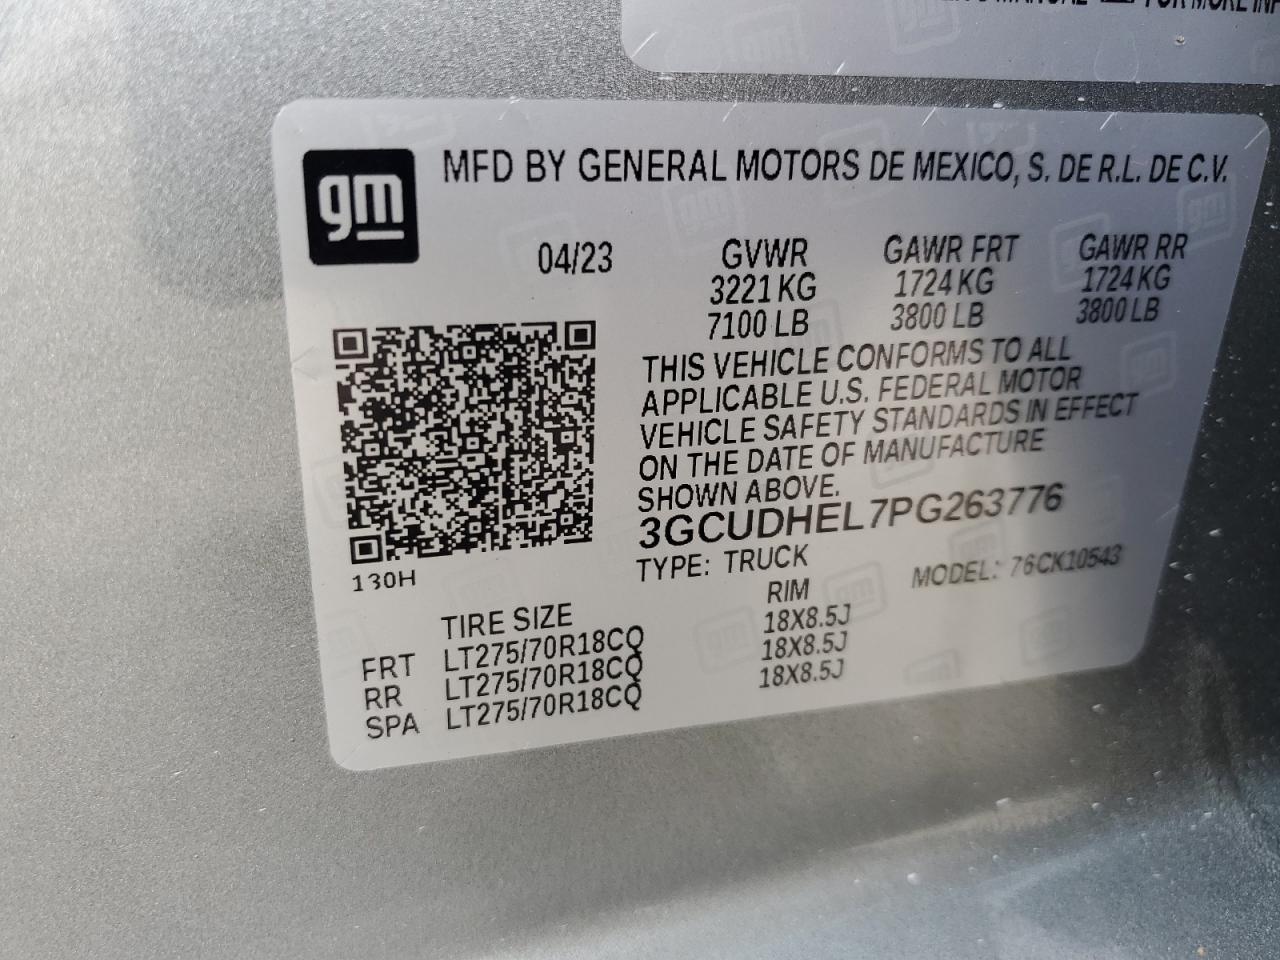 FOR MORE INF
gm
MFD BY GENERAL MOTORS DE MEXICO, S. DE R.L. DE C.V.
04/23 GVWR GAWR FRT GAWR RR
3221 KG 1724 KG 1724 KG
7100 LB 3800 LB 3800 LB
THIS VEHICLE CONFORMS TO ALL
APPLICABLE U.S. FEDERAL MOTOR
VEHICLE SAFETY STANDARDS IN EFFECT
ON THE DATE OF MANUFACTURE
SHOWN ABOVE.
3GCUDHEL7PG263776
TYPE: TRUCK MODEL: 76CK10543
130H
TIRE SIZE RIM
FRT LT275/70R18CQ 18X8.5J
RR LT275/70R18CQ 18X8.5J
SPA LT275/70R18CQ 18X8.5J